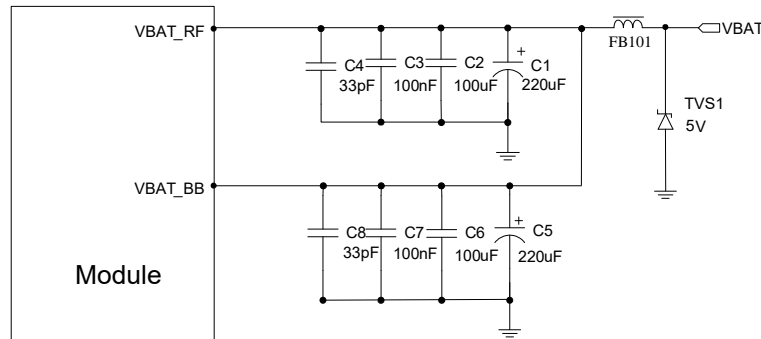 VBAT_RF
C4
33pF
C3
100nF
C2
100uF
+
C1
220uF
FB101
VBAT
TVS1
5V
VBAT_BB
C8
33pF
C7
100nF
C6
100uF
+
C5
220uF
Module